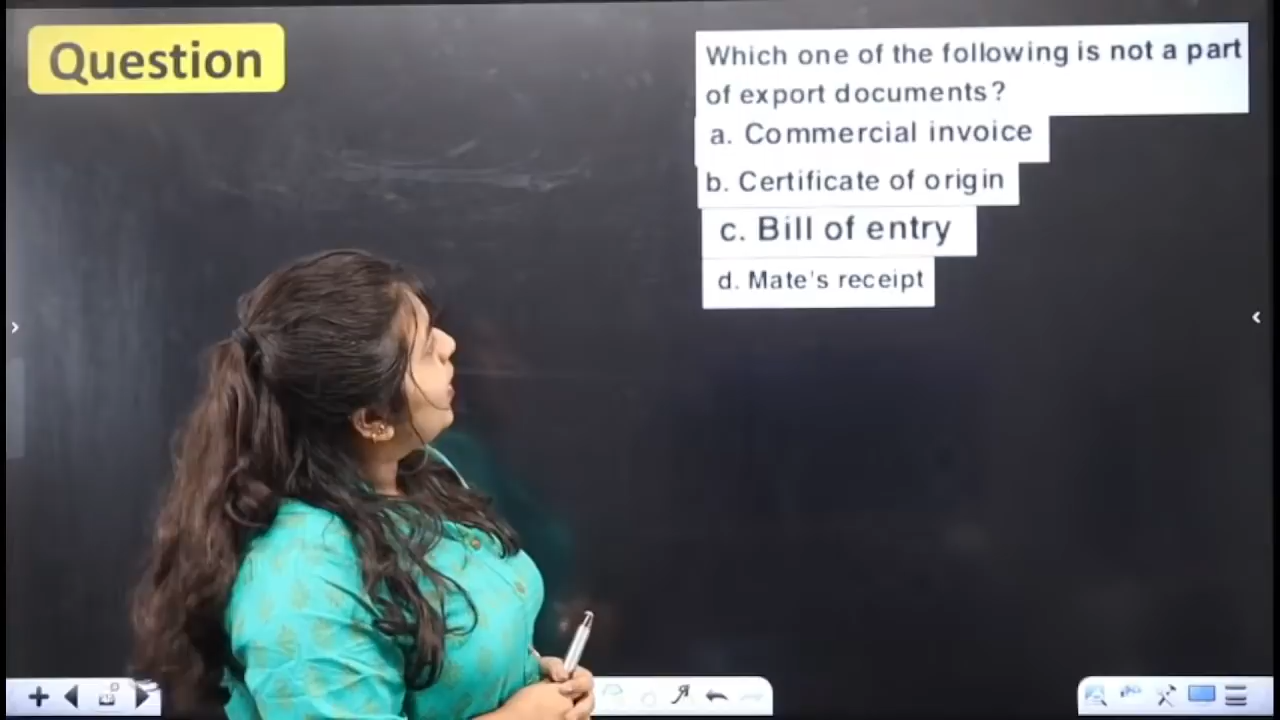 Question
Which one of the following is not a part
of export documents?
a. Commercial invoice
b. Certificate of origin
c. Bill of entry
d. Mate's receipt